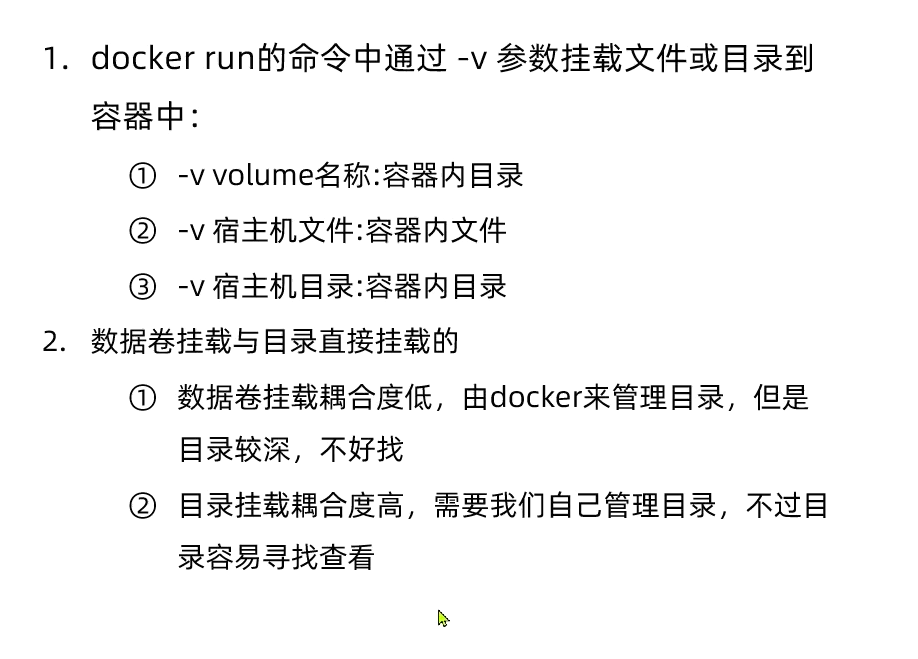 1. docker run的命令中通过 -v 参数挂载文件或目录到
容器中：
① -v volume名称:容器内目录
② -v 宿主机文件:容器内文件
③ -v 宿主机目录:容器内目录
2. 数据卷挂载与目录直接挂载的
① 数据卷挂载耦合度低，由docker来管理目录，但是
目录较深，不好找
② 目录挂载耦合度高，需要我们自己管理目录，不过目
录容易寻找查看